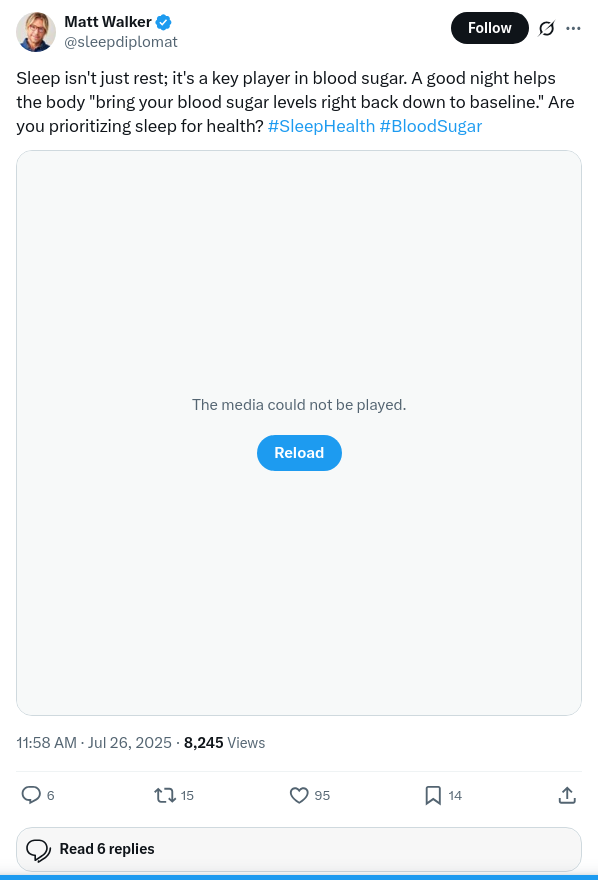 Matt Walker
Follow
@sleepdiplomat
Sleep isn't just rest; it's a key player in blood sugar. A good night helps
the body "bring your blood sugar levels right back down to baseline." Are
you prioritizing sleep for health? #SleepHealth #BloodSugar
The media could not be played.
Reload
11:58 AM · Jul 26, 2025 · 8,245 Views
6 15 95 14
Read 6 replies